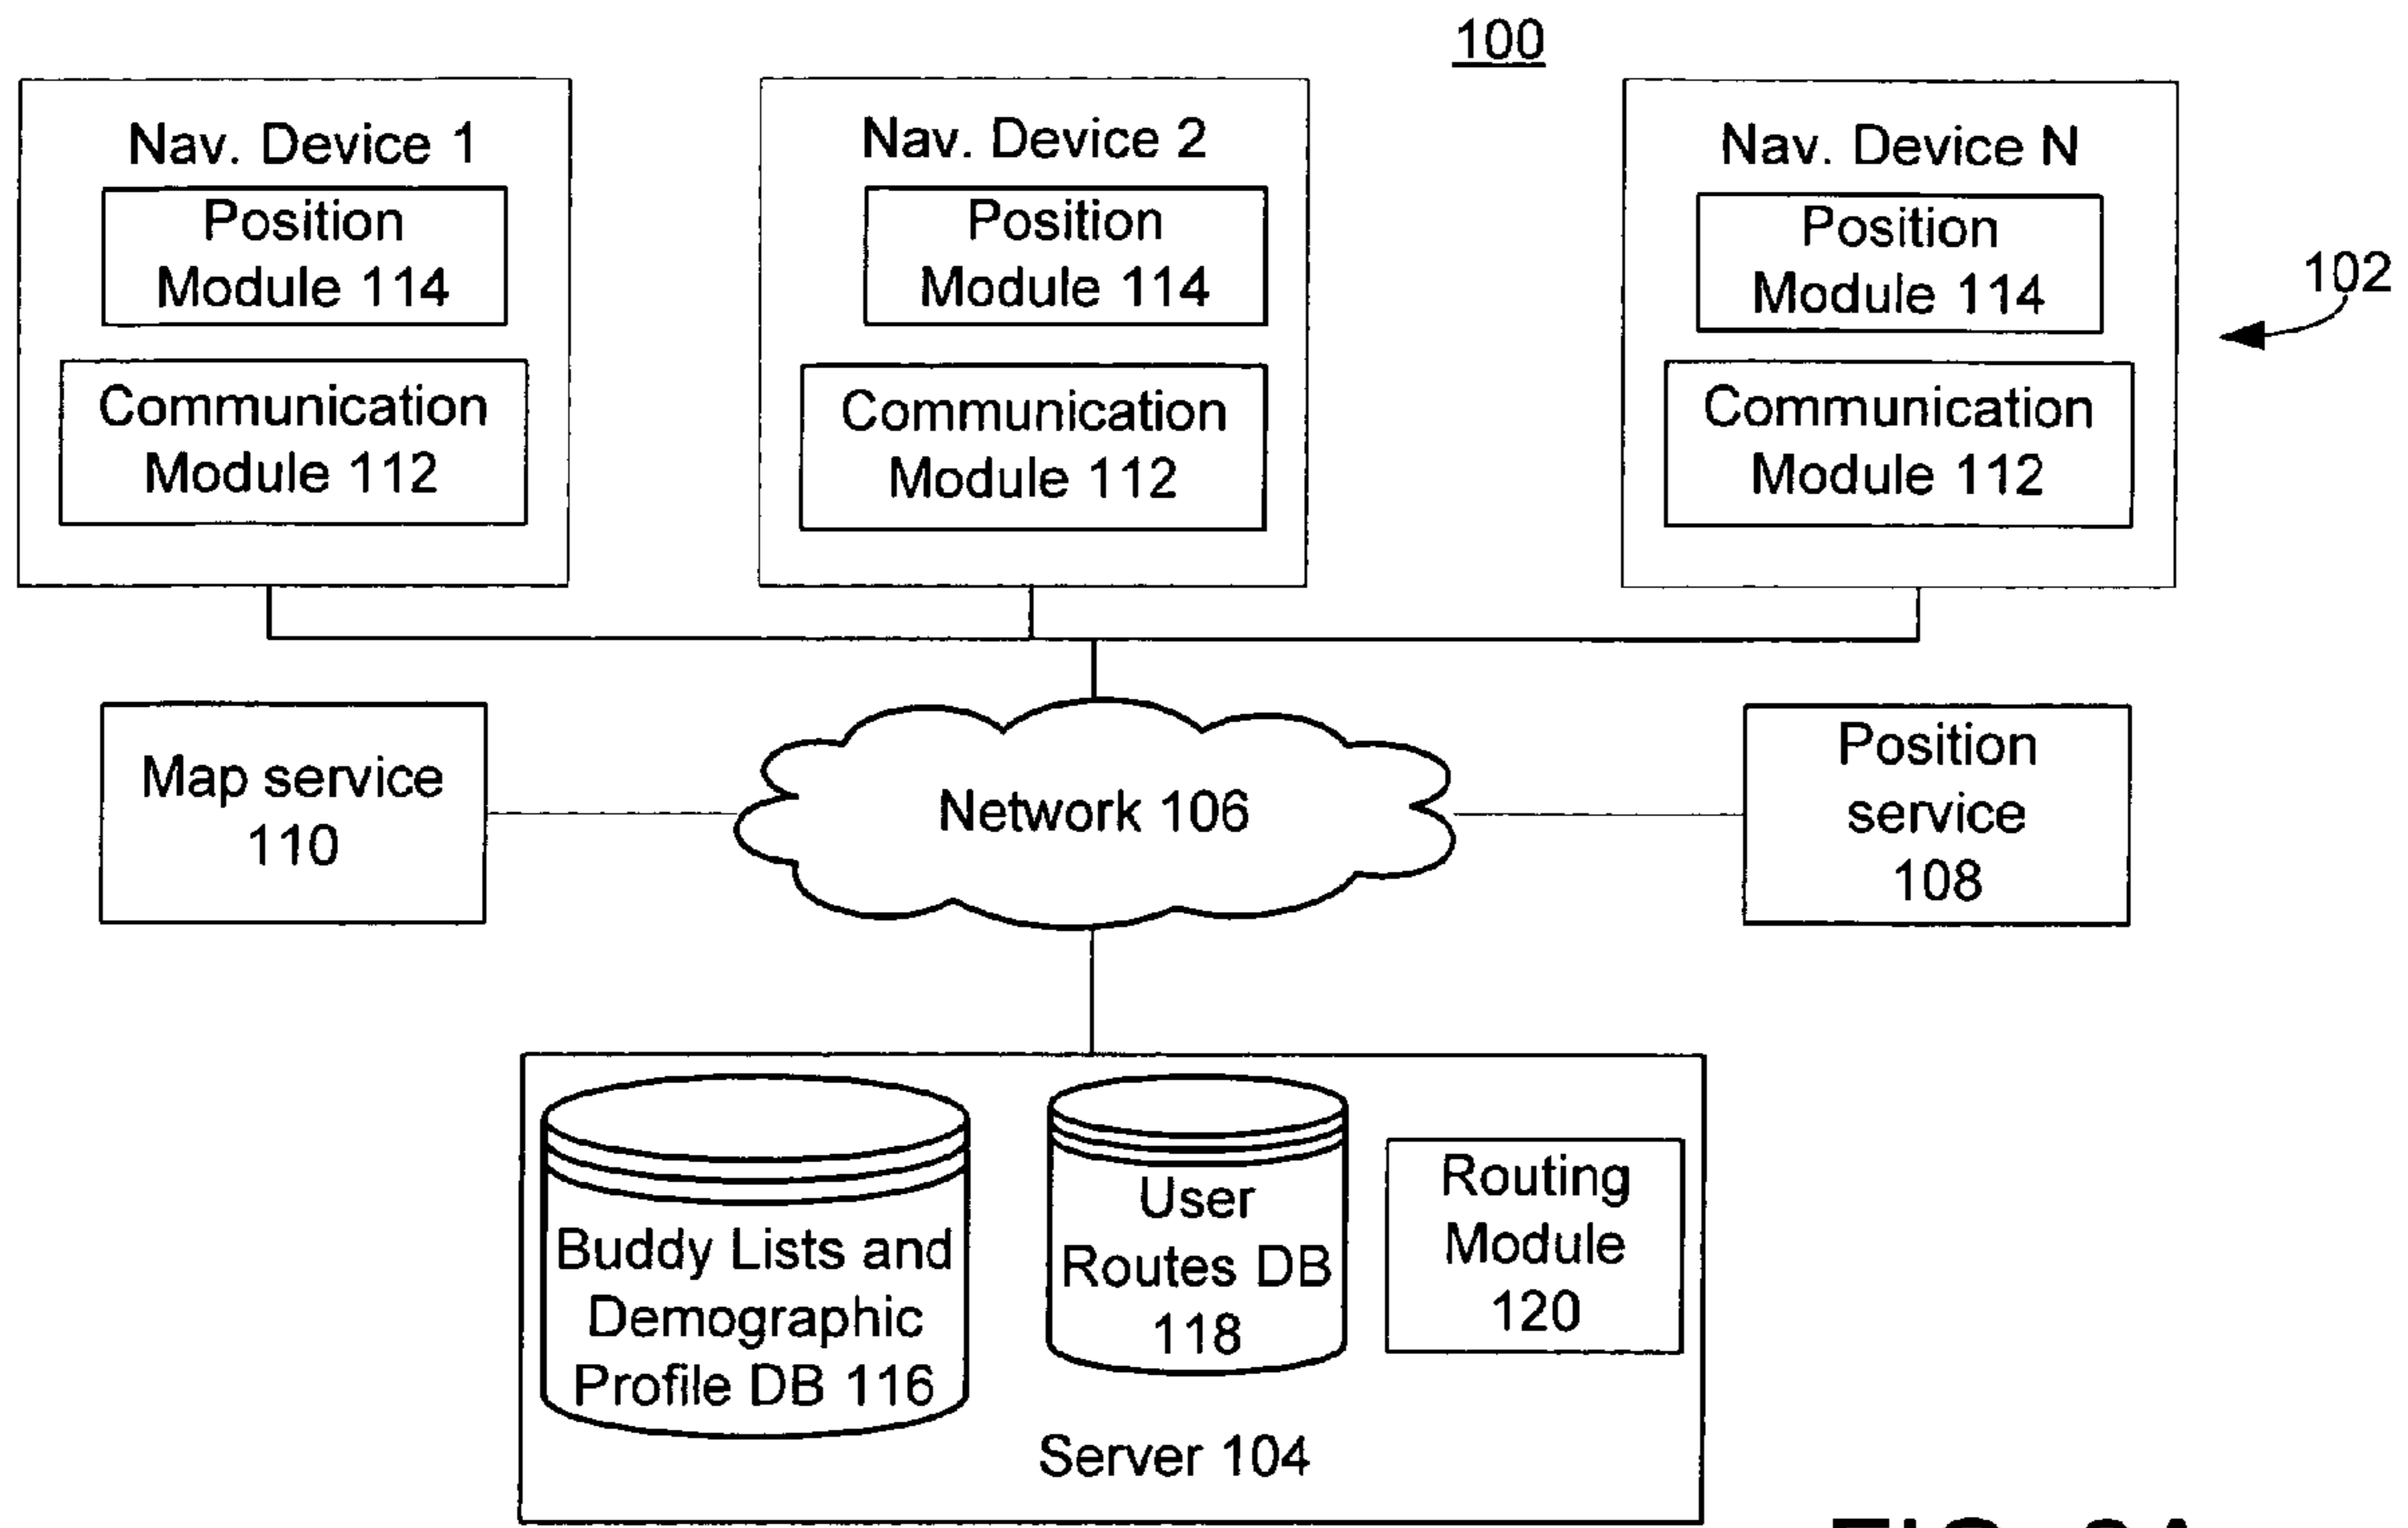 100
Nav. Device 1
Position
Module 114
Communication
Module 112
Nav. Device 2
Position
Module 114
Communication
Module 112
Nav. Device N
Position
Module 114
Communication
Module 112
102
Map service
110
Network 106
Position
service
108
Buddy Lists and
Demographic
Profile DB 116
User
Routes DB
118
Routing
Module
120
Server 104